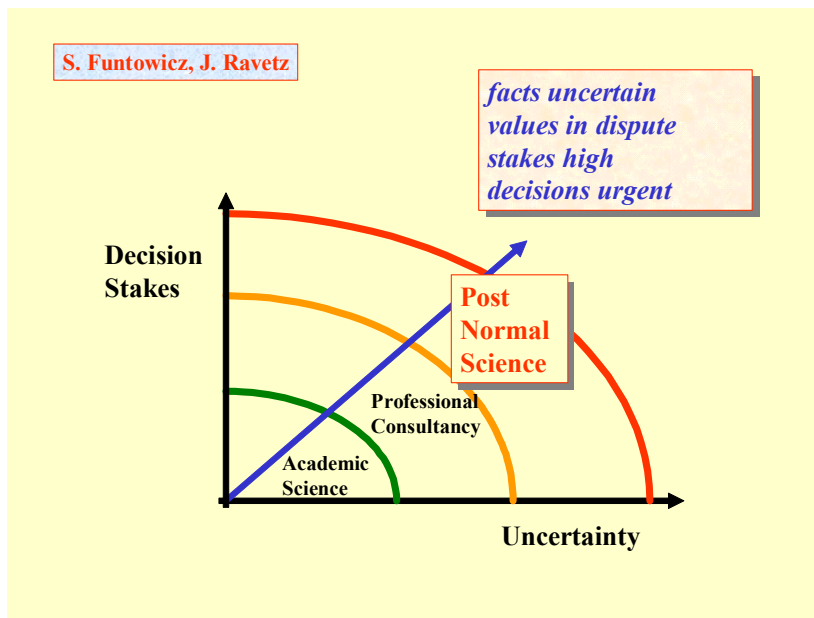 S. Funtowicz, J. Ravetz
facts uncertain
values in dispute
stakes high
decisions urgent
Decision
Stakes
Post
Normal
Science
Professional
Consultancy
Academic
Science
Uncertainty